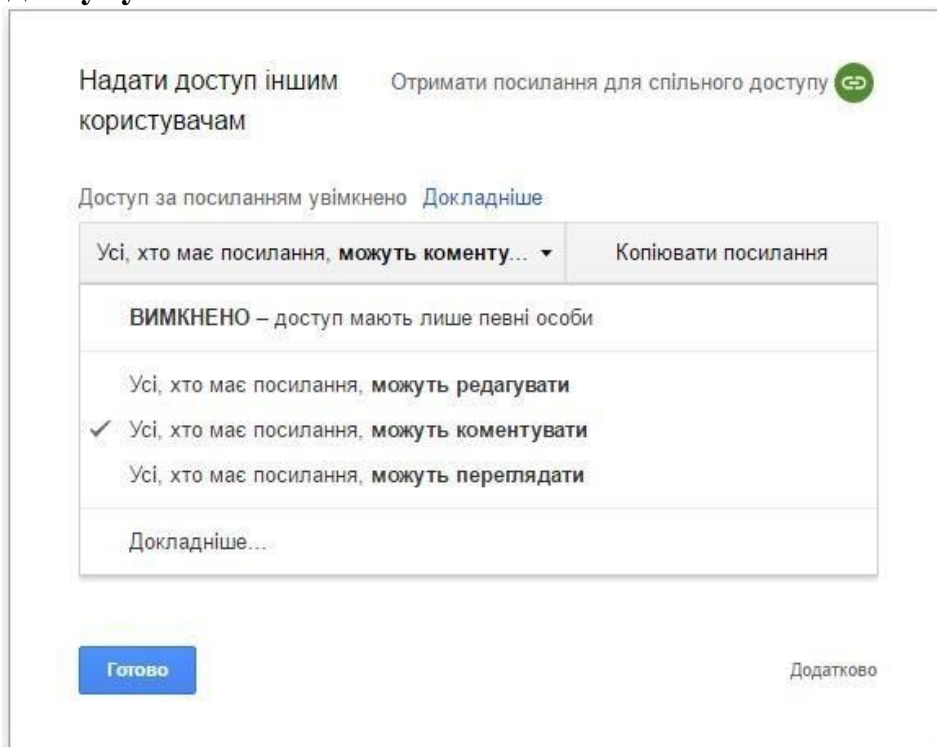 Надати доступ іншим
користувачам
Отримати посилання для спільного доступу
Доступ за посиланням увімкнено Докладніше
Усі, хто має посилання, можуть коменту... Копіювати посилання
ВИМКНЕНО – доступ мають лише певні особи
Усі, хто має посилання, можуть редагувати
Усі, хто має посилання, можуть коментувати
Усі, хто має посилання, можуть переглядати
Докладніше...
Готово
Додатково